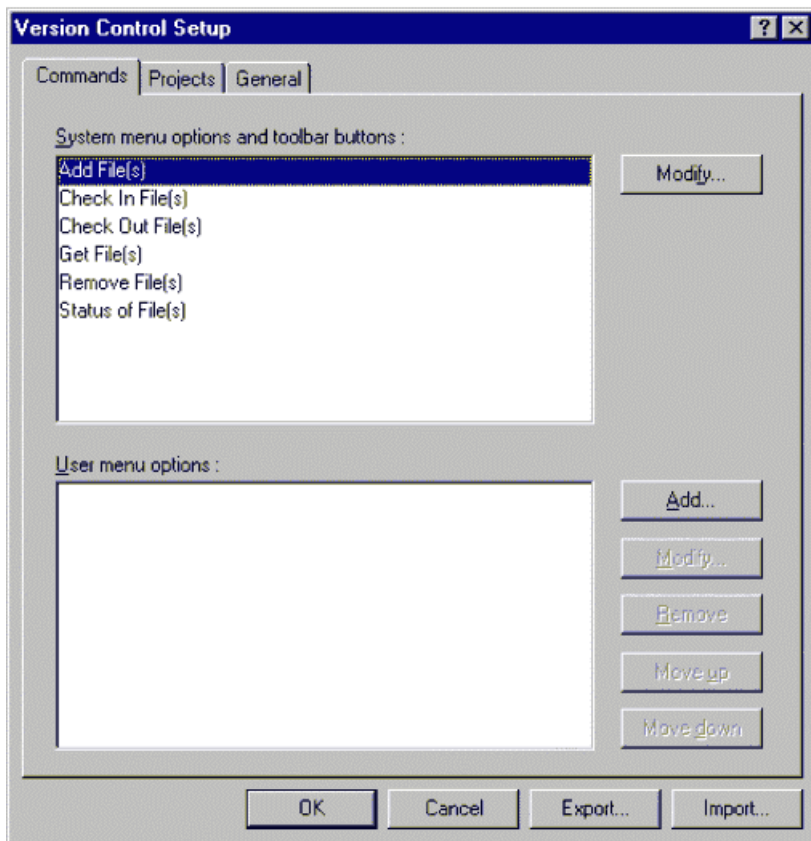 Version Control Setup
Commands Projects General
System menu options and toolbar buttons :
Add File(s)
Modify...
Check In File(s)
Check Out File(s)
Get File(s)
Remove File(s)
Status of File(s)
User menu options :
Add...
Modify...
Remove
Move up
Move down
OK Cancel Export... Import...